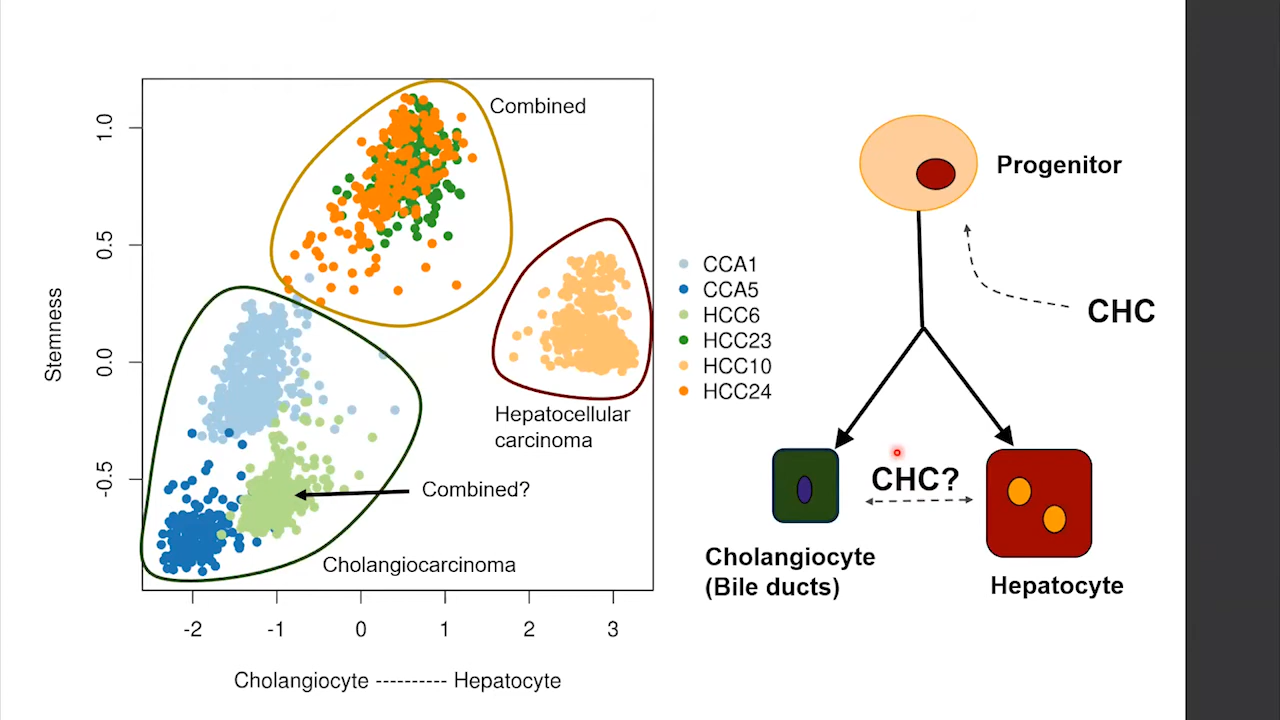 Stemness
1.0
0.5
0.0
-0.5
-2
-1
0
1
2
3
Cholangiocyte ---------- Hepatocyte
Combined
Hepatocellular
carcinoma
Combined?
Cholangiocarcinoma
CCA1
CCA5
HCC6
HCC23
HCC10
HCC24
Progenitor
CHC
CHC?
Cholangiocyte
(Bile ducts)
Hepatocyte